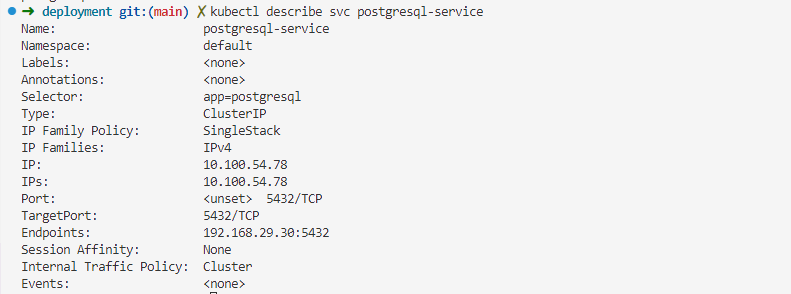 ➜ deployment git:(main) ✗ kubectl describe svc postgresql-service
Name: postgresql-service
Namespace: default
Labels: <none>
Annotations: <none>
Selector: app=postgresql
Type: ClusterIP
IP Family Policy: SingleStack
IP Families: IPv4
IP: 10.100.54.78
IPs: 10.100.54.78
Port: <unset> 5432/TCP
TargetPort: 5432/TCP
Endpoints: 192.168.29.30:5432
Session Affinity: None
Internal Traffic Policy: Cluster
Events: <none>